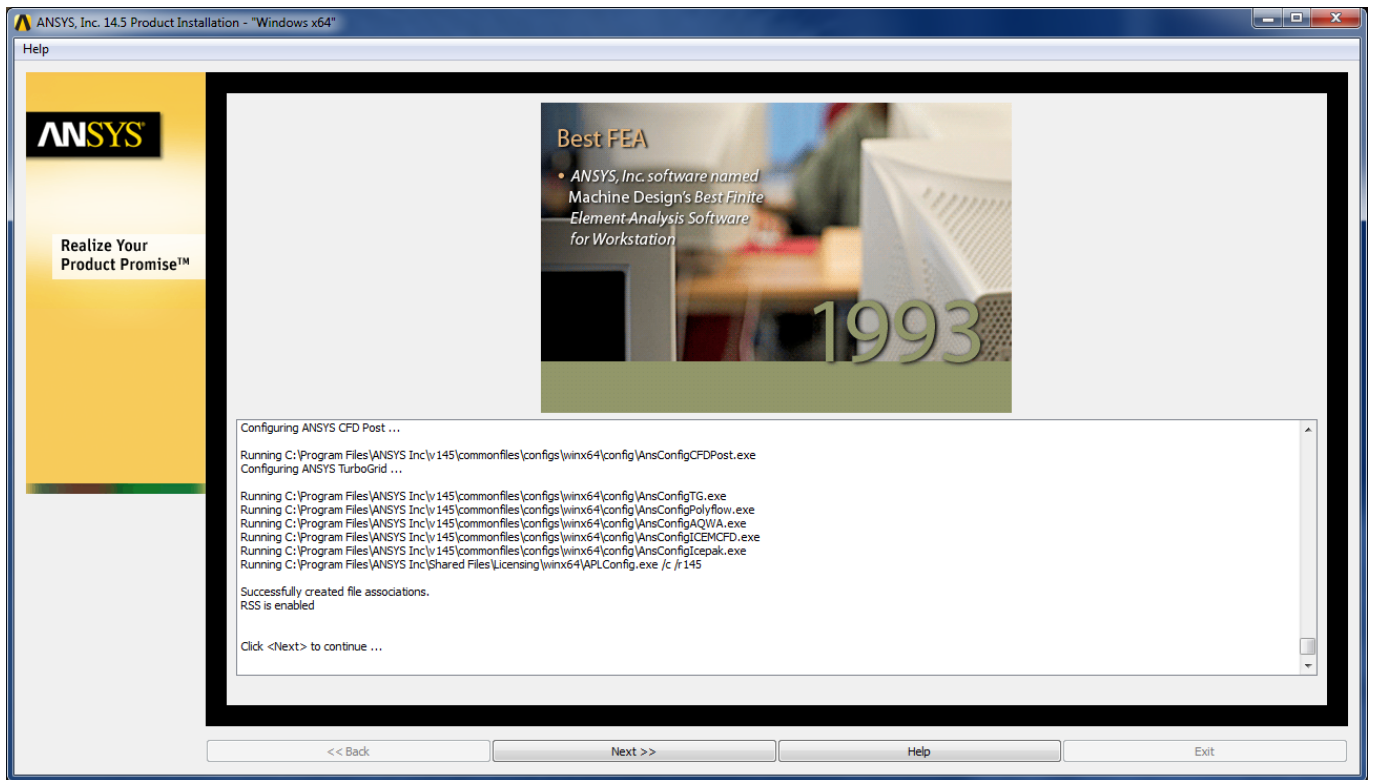 ANSYS, Inc. 14.5 Product Installation - "Windows x64"
Help
ANSYS
Realize Your
Product Promise™
Best FEA
• ANSYS, Inc. software named
Machine Design's Best Finite
Element Analysis Software
for Workstation
1993
Configuring ANSYS CFD Post ...
Running C:\Program Files\ANSYS Inc\v145\commonfiles\configs\winx64\config\AnsConfigCFDPost.exe
Configuring ANSYS TurboGrid ...
Running C:\Program Files\ANSYS Inc\v145\commonfiles\configs\winx64\config\AnsConfigTG.exe
Running C:\Program Files\ANSYS Inc\v145\commonfiles\configs\winx64\config\AnsConfigPolyflow.exe
Running C:\Program Files\ANSYS Inc\v145\commonfiles\configs\winx64\config\AnsConfigAQWA.exe
Running C:\Program Files\ANSYS Inc\v145\commonfiles\configs\winx64\config\AnsConfigICEMCFD.exe
Running C:\Program Files\ANSYS Inc\v145\commonfiles\configs\winx64\config\AnsConfigIcepak.exe
Running C:\Program Files\ANSYS Inc\Shared Files\Licensing\winx64\APLConfig.exe /c /r145
Successfully created file associations.
RSS is enabled
Click <Next> to continue ...
<< Back
Next >>
Help
Exit